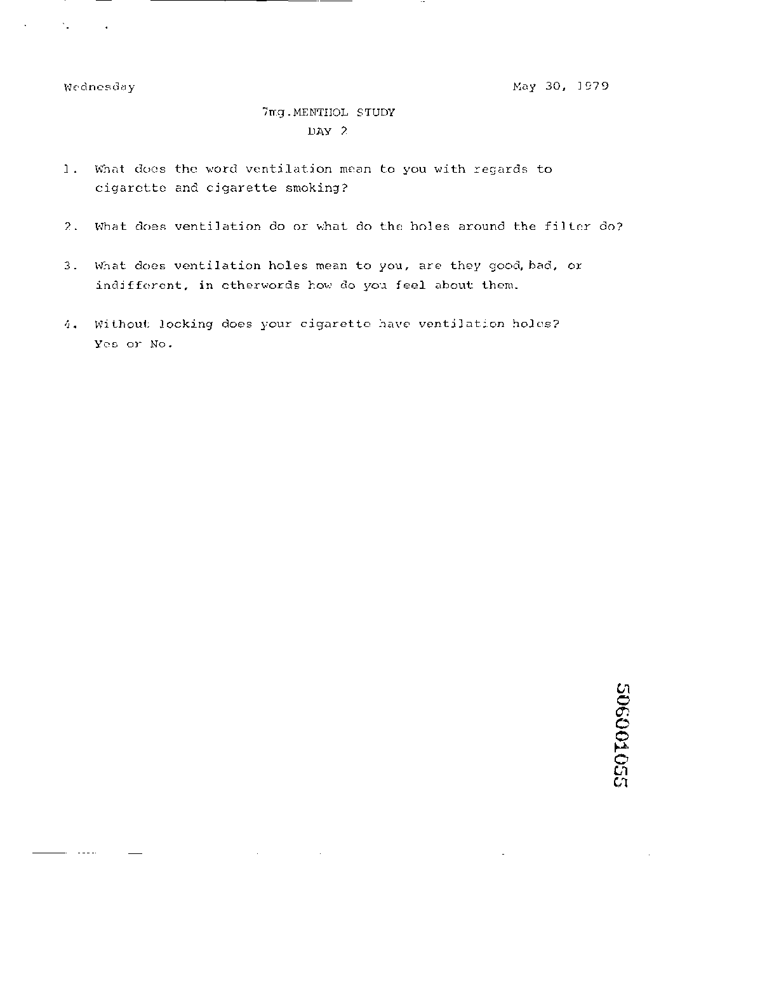 Wednesday May 30, 1979
7mg.MENTHOL STUDY
DAY 2
1. What does the word ventilation mean to you with regards to
cigarette and cigarette smoking?
2. What does ventilation do or what do the holes around the filter do?
3. What does ventilation holes mean to you, are they good, bad, or
indifferent, in otherwords how do you feel about them.
4. Without looking does your cigarette have ventilation holes?
Yes or No.
506001055